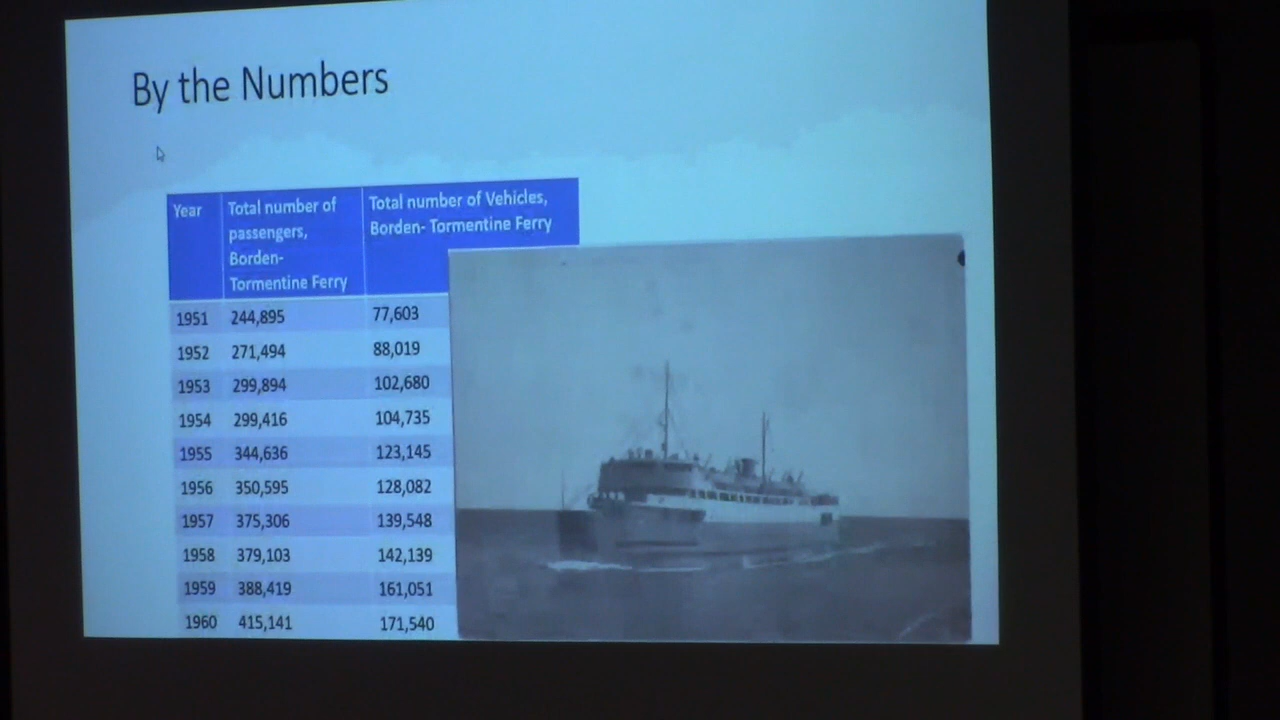 By the Numbers
Year
Total number of
passengers,
Borden-
Tormentine Ferry
Total number of Vehicles,
Borden- Tormentine Ferry
1951 244,895 77,603
1952 271,494 88,019
1953 299,894 102,680
1954 299,416 104,735
1955 344,636 123,145
1956 350,595 128,082
1957 375,306 139,548
1958 379,103 142,139
1959 388,419 161,051
1960 415,141 171,540